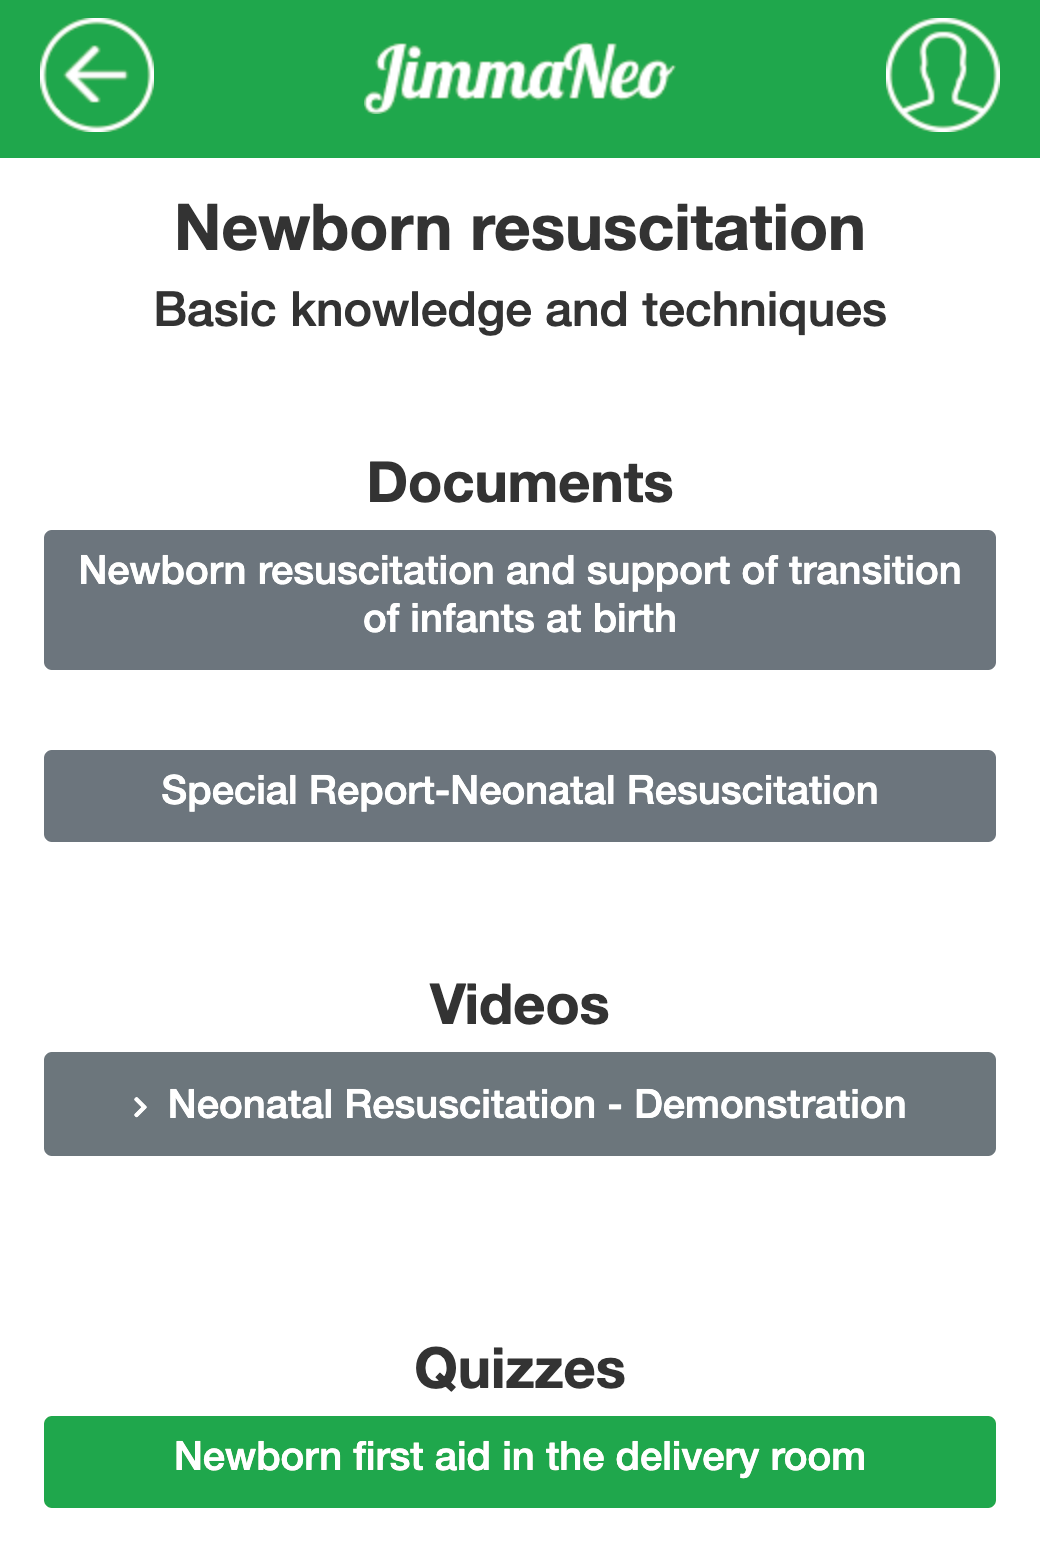 JimmaNeo
Newborn resuscitation
Basic knowledge and techniques
Documents
Newborn resuscitation and support of transition
of infants at birth
Special Report-Neonatal Resuscitation
Videos
Neonatal Resuscitation - Demonstration
Quizzes
Newborn first aid in the delivery room